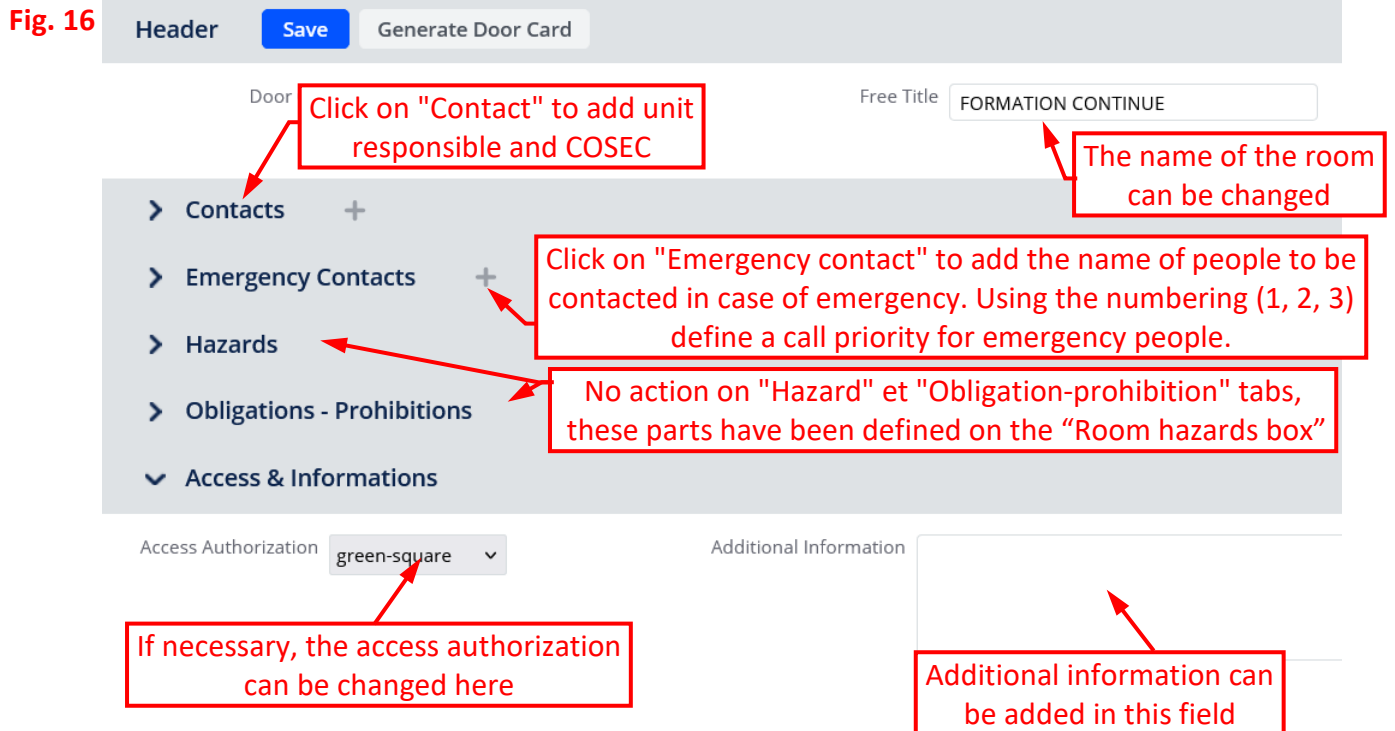 Fig. 16
Header Save Generate Door Card
Door
Click on "Contact" to add unit
responsible and COSEC
Free Title FORMATION CONTINUE
The name of the room
can be changed
Contacts
Emergency Contacts
Click on "Emergency contact" to add the name of people to be
contacted in case of emergency. Using the numbering (1, 2, 3)
define a call priority for emergency people.
Hazards
No action on "Hazard" et "Obligation-prohibition" tabs,
these parts have been defined on the “Room hazards box”
Obligations - Prohibitions
Access & Informations
Access Authorization green-square
Additional Information
If necessary, the access authorization
can be changed here
Additional information can
be added in this field